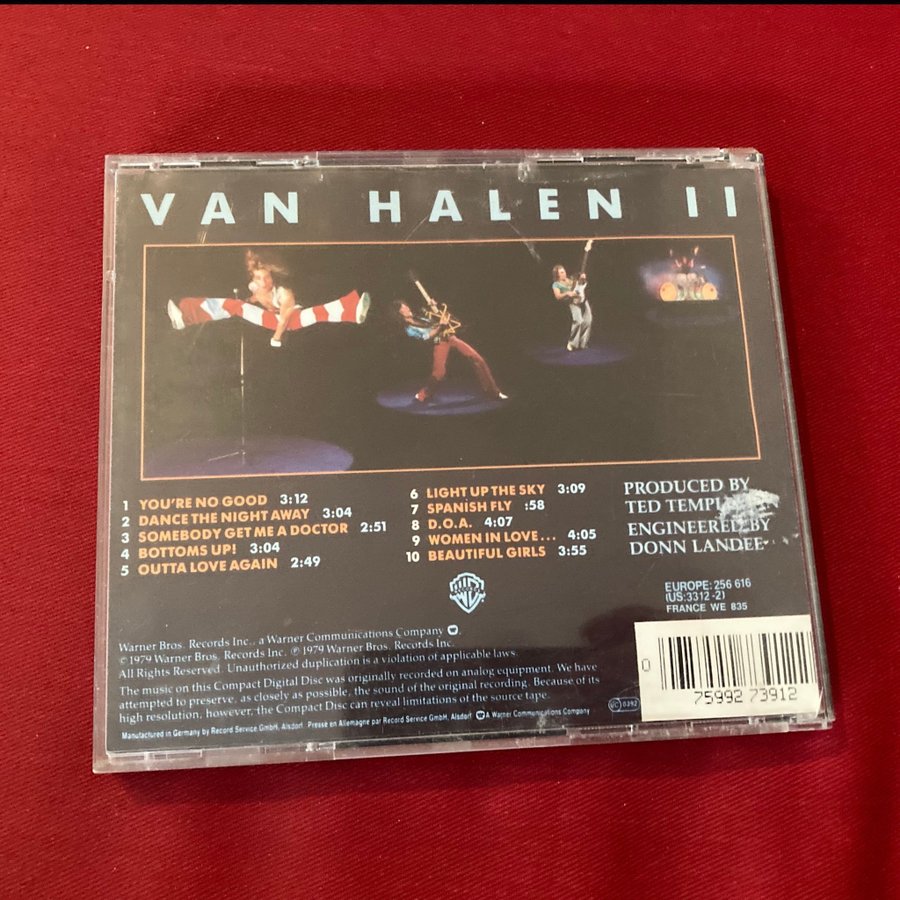 VAN HALEN II
1 YOU'RE NO GOOD 3:12
2 DANCE THE NIGHT AWAY 3:04
3 SOMEBODY GET ME A DOCTOR 2:51
4 BOTTOMS UP! 3:04
5 OUTTA LOVE AGAIN 2:49
6 LIGHT UP THE SKY 3:09
7 SPANISH FLY :58
8 D.O.A. 4:07
9 WOMEN IN LOVE... 4:05
10 BEAUTIFUL GIRLS 3:55
PRODUCED BY
TED
ENGINEERED BY
DONN LANDEE
EUROPE: 256 616
(US:3312-2)
FRANCE WE 835
Warner Bros. Records Inc., a Warner Communications Company
© 1979 Warner Bros. Records Inc. ℗ 1979 Warner Bros. Records Inc.
All Rights Reserved. Unauthorized duplication is a violation of applicable laws.
The music on this Compact Digital Disc was originally recorded on analog equipment. We have
attempted to preserve, as closely as possible, the sound of the original recording. Because of its
high resolution, however, the Compact Disc can reveal limitations of the source tape.
A Warner Communications Company
Manufactured in Germany by Record Service GmbH, Alsdorf. Pressé en Allemagne par Record Service GmbH, Alsdorf
0 75992 73912